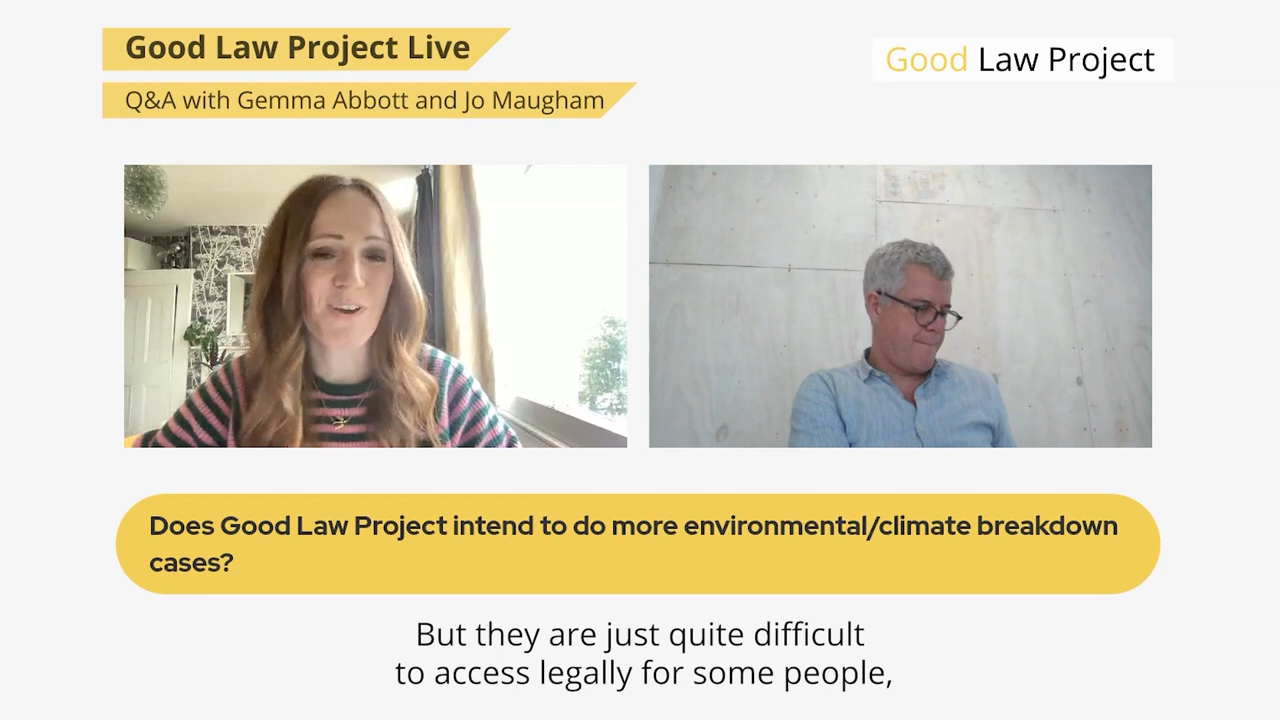 Good Law Project Live
Good Law Project
Q&A with Gemma Abbott and Jo Maugham
Does Good Law Project intend to do more environmental/climate breakdown
cases?
But they are just quite difficult
to access legally for some people,